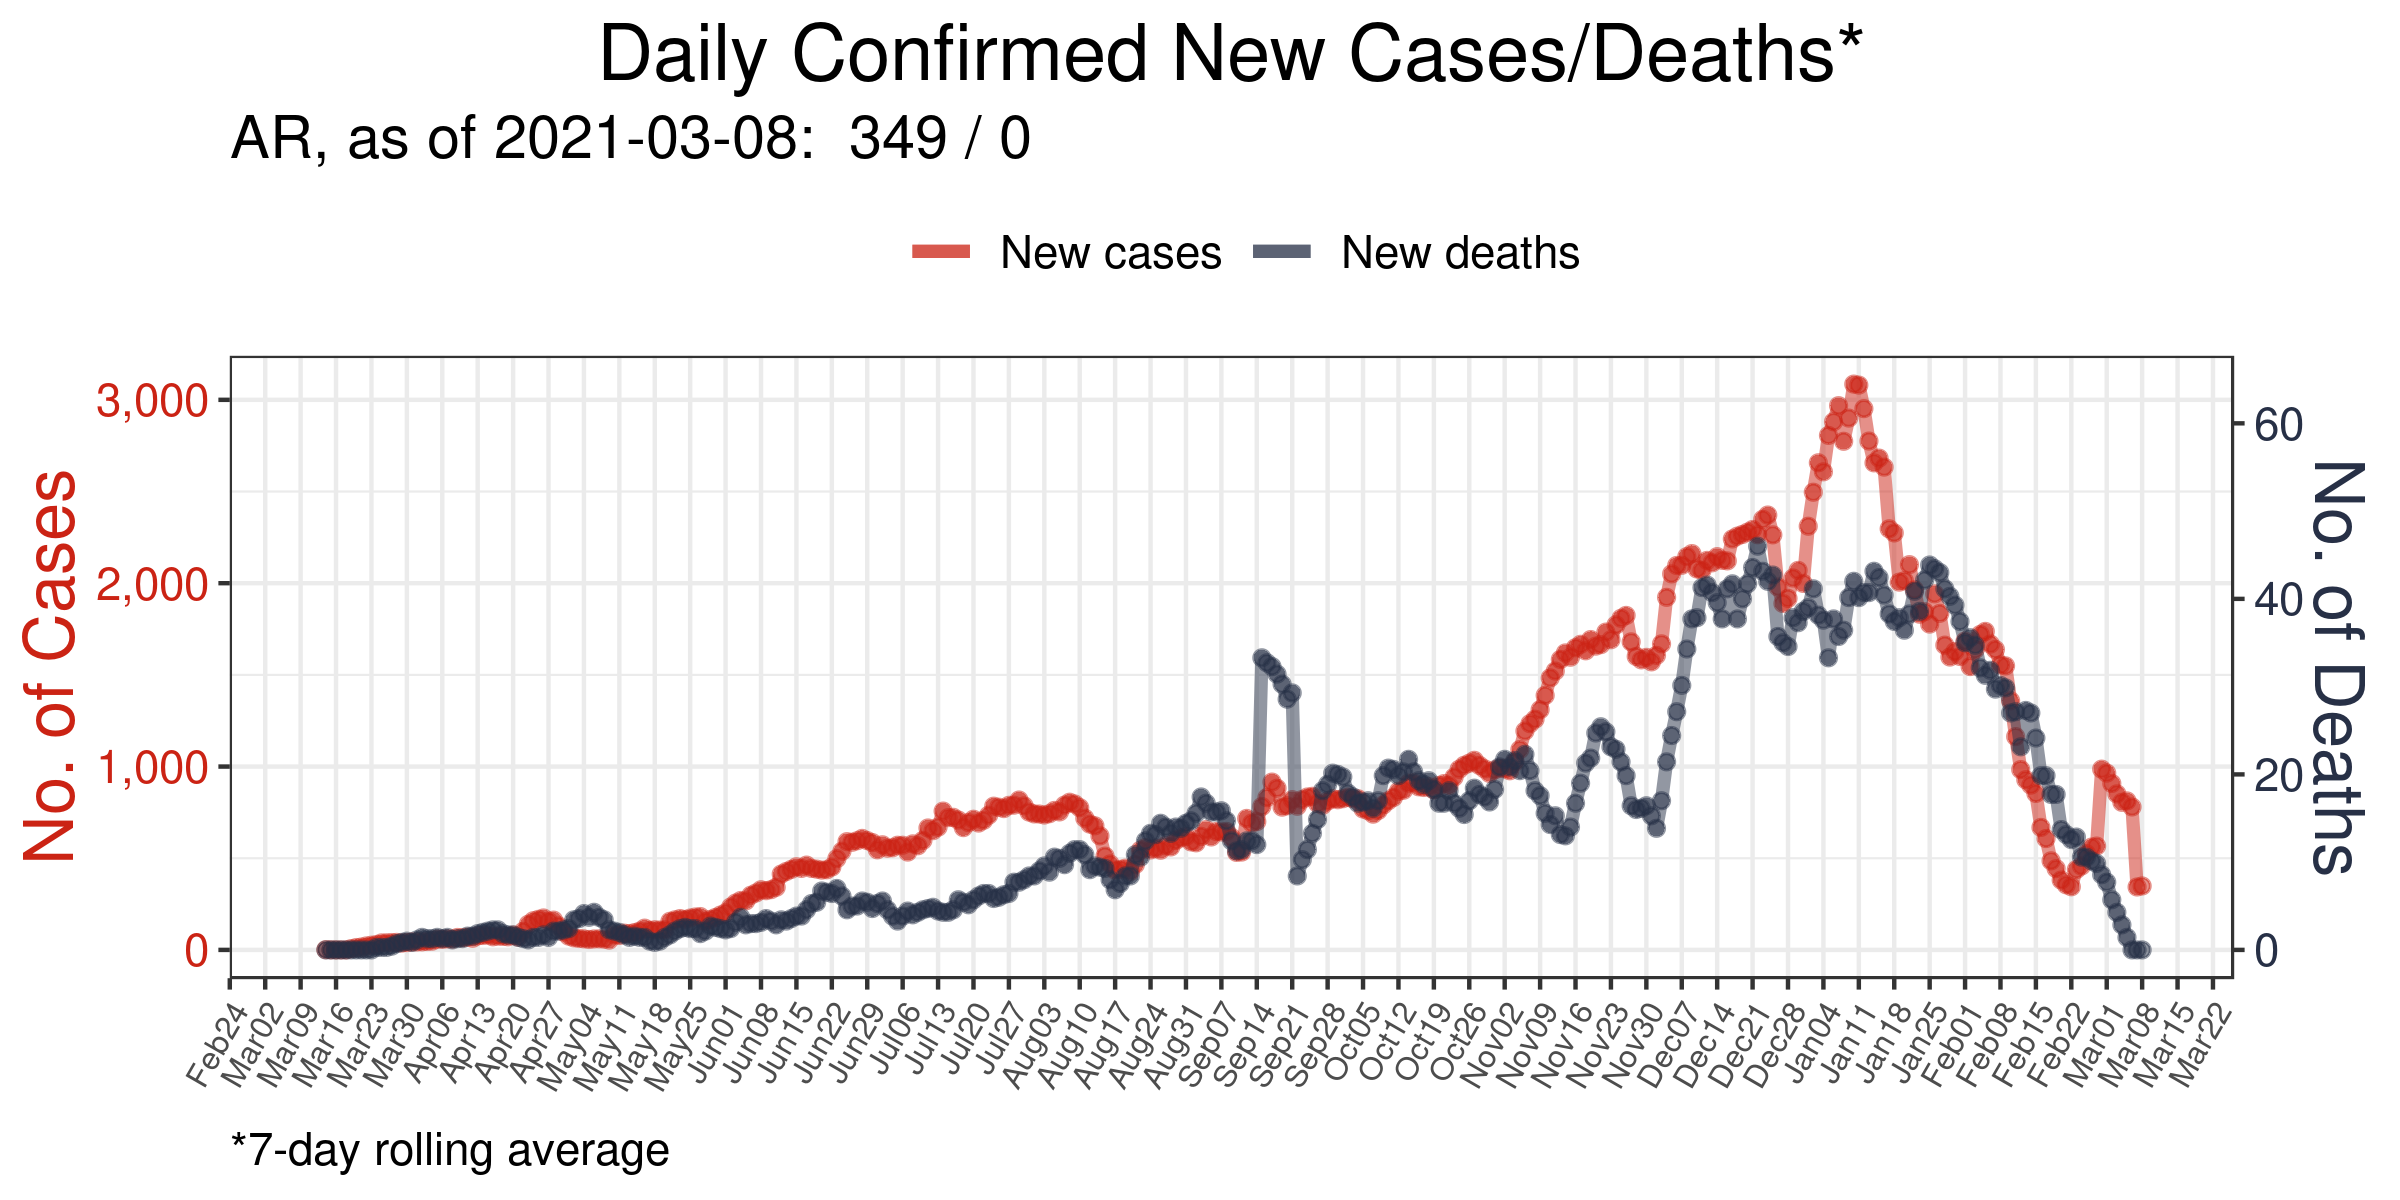 Daily Confirmed New Cases/Deaths*
AR, as of 2021-03-08:  349 / 0
New cases
New deaths
No. of Cases
3,000
2,000
1,000
0
60
40
20
0
No. of Deaths
Feb24
Mar02
Mar09
Mar16
Mar23
Mar30
Apr06
Apr13
Apr20
Apr27
May04
May11
May18
May25
Jun01
Jun08
Jun15
Jun22
Jun29
Jul06
Jul13
Jul20
Jul27
Aug03
Aug10
Aug17
Aug24
Aug31
Sep07
Sep14
Sep21
Sep28
Oct05
Oct12
Oct19
Oct26
Nov02
Nov09
Nov16
Nov23
Nov30
Dec07
Dec14
Dec21
Dec28
Jan04
Jan11
Jan18
Jan25
Feb01
Feb08
Feb15
Feb22
Mar01
Mar08
Mar15
Mar22
*7-day rolling average